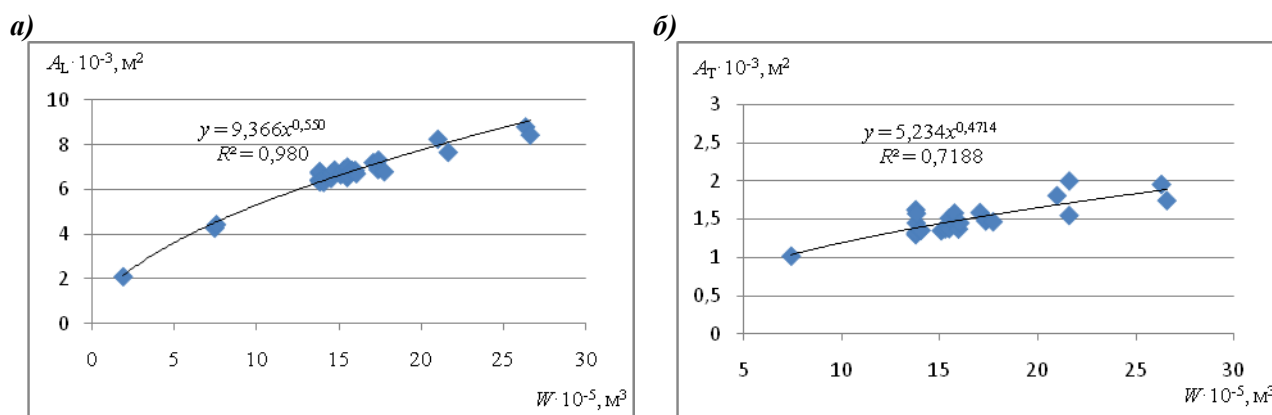 а)
A_L·10⁻³, м²
10
8
6
4
2
0
y = 9,366x^0,550
R² = 0,980
0 5 10 15 20 25 30
W·10⁻⁵, м³
б)
A_T·10⁻³, м²
3
2,5
2
1,5
1
0,5
0
y = 5,234x^0,4714
R² = 0,7188
5 10 15 20 25 30
W·10⁻⁵, м³